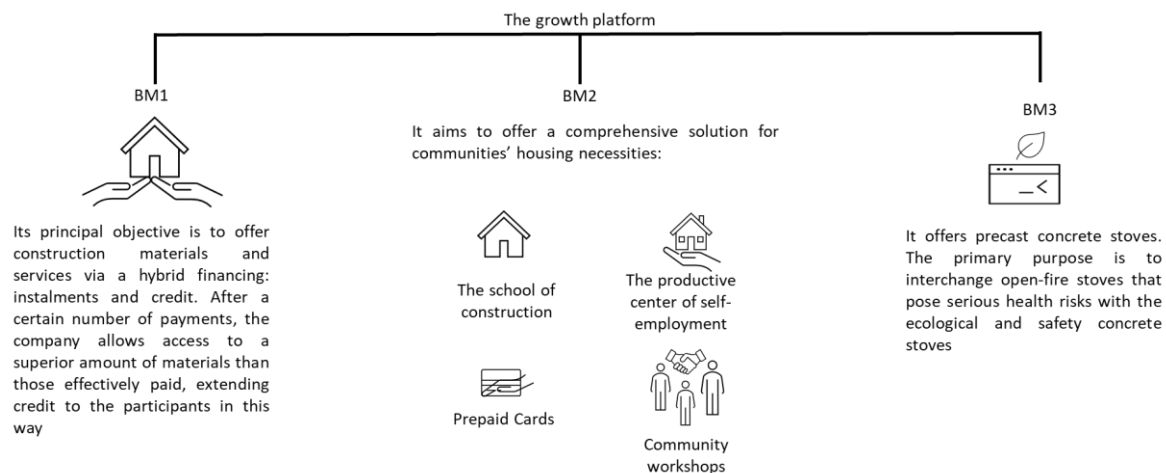 The growth platform
BM1
Its principal objective is to offer
construction materials and
services via a hybrid financing:
instalments and credit. After a
certain number of payments, the
company allows access to a
superior amount of materials than
those effectively paid, extending
credit to the participants in this
way
BM2
It aims to offer a comprehensive solution for
communities’ housing necessities:
The school of
construction
The productive
center of self-
employment
Prepaid Cards
Community
workshops
BM3
It offers precast concrete stoves.
The primary purpose is to
interchange open-fire stoves that
pose serious health risks with the
ecological and safety concrete
stoves